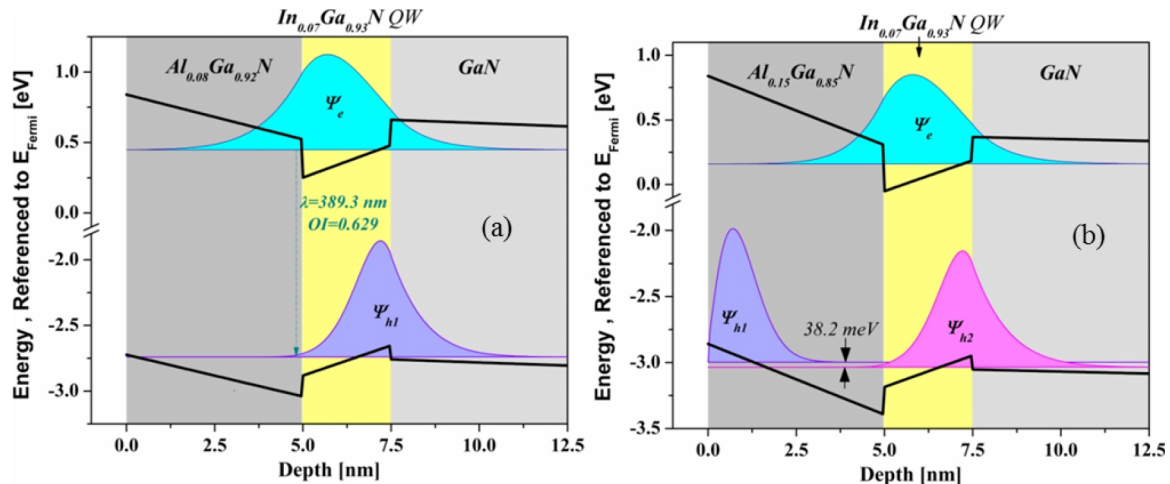 In0.07Ga0.93N QW
Al0.08Ga0.92N
GaN
Ψe
λ=389.3 nm
OI=0.629
(a)
Ψh1
Energy , Referenced to EFermi [eV]
1.0
0.5
0.0
-2.0
-2.5
-3.0
0.0 2.5 5.0 7.5 10.0 12.5
Depth [nm]
In0.07Ga0.93N QW
Al0.15Ga0.85N
GaN
Ψe
(b)
Ψh1
38.2 meV
Ψh2
Energy , Referenced to EFermi [eV]
1.0
0.5
0.0
-2.0
-2.5
-3.0
-3.5
0.0 2.5 5.0 7.5 10.0 12.5
Depth [nm]